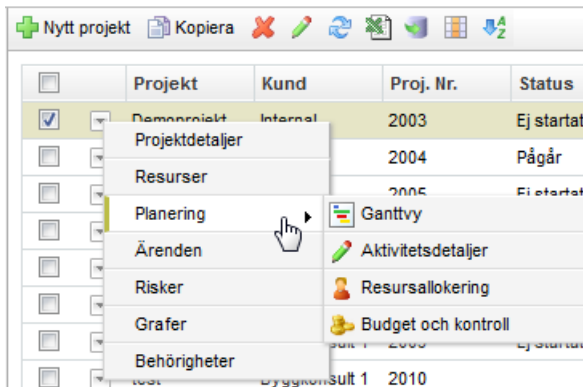 Nytt projekt Kopiera
Projekt Kund Proj. Nr. Status
Demoprojekt Internal 2003 Ej startat
Projektdetaljer
2004 Pågår
Resurser
2005 Ej startat
Planering Ganttvy
Ärenden Aktivitetsdetaljer
Risker Resursallokering
Grafer Budget och kontroll
Behörigheter
test Byggkonsult 1 2010